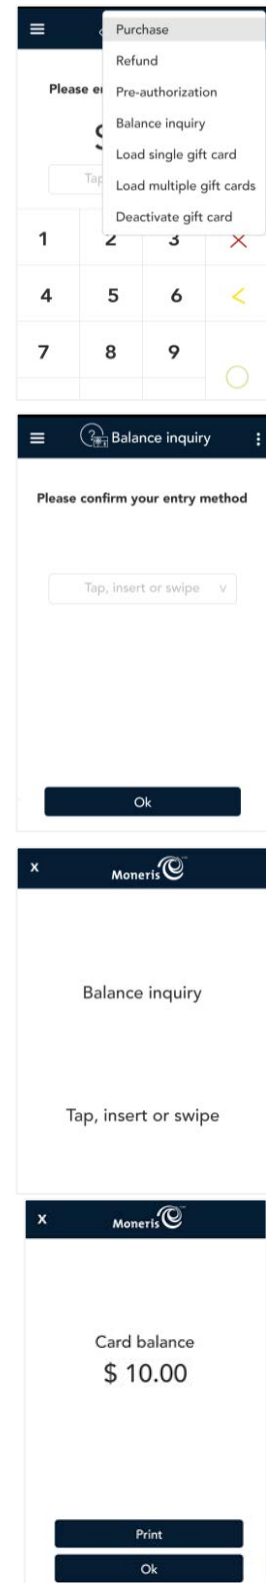 Purchase
Refund
Please e
Pre-authorization
Balance inquiry
Load single gift card
Tap
Load multiple gift cards
Deactivate gift card
1 2 3
4 5 6
7 8 9
Balance inquiry
Please confirm your entry method
Tap, insert or swipe
Ok
x Moneris
Balance inquiry
Tap, insert or swipe
x Moneris
Card balance
$ 10.00
Print
Ok